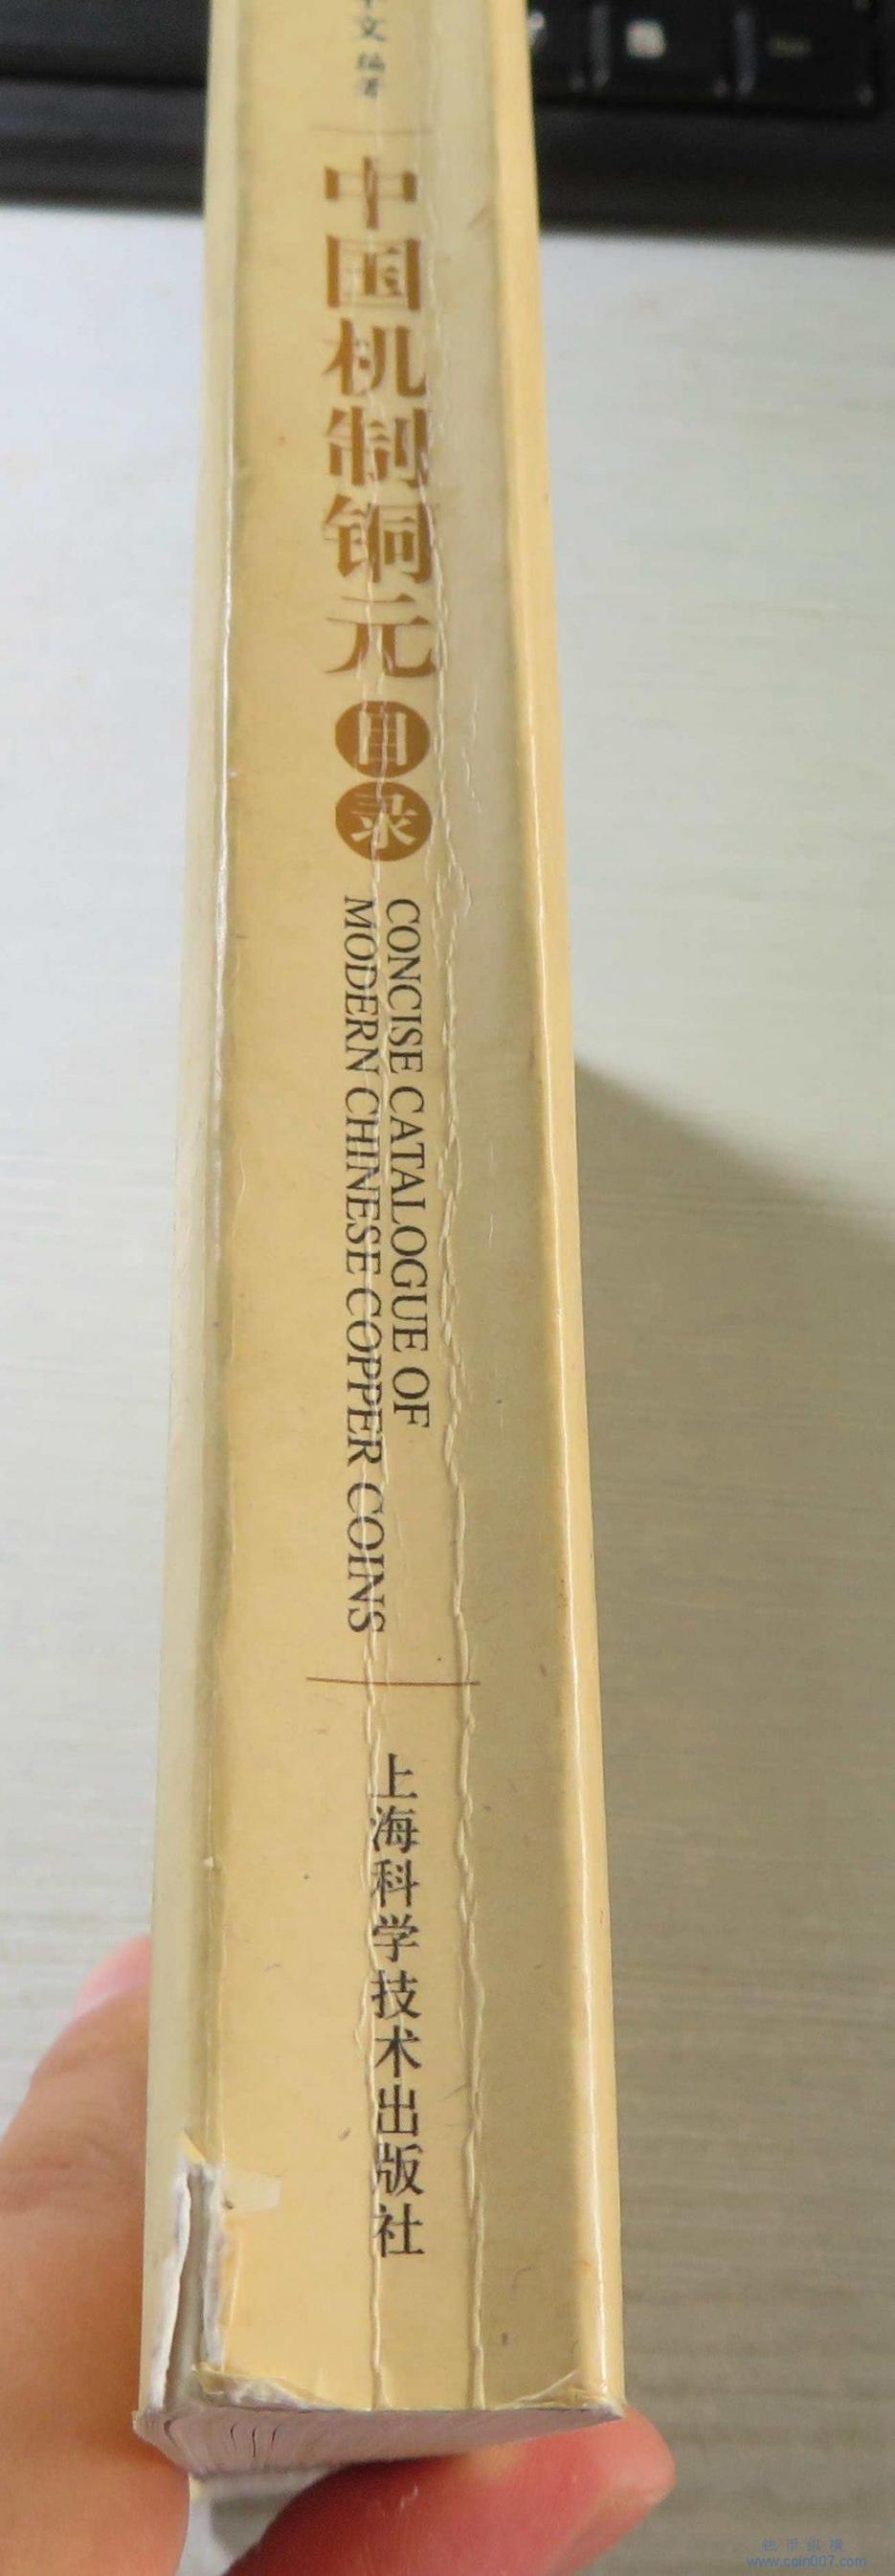 文 编著
中国机制铜元目录
CONCISE CATALOGUE OF
MODERN CHINESE COPPER COINS
上海科学技术出版社
www.coin007.com